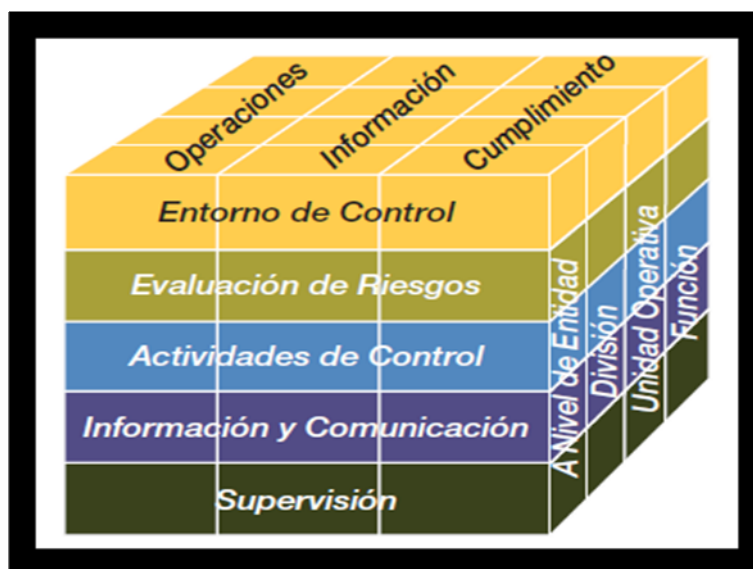 Operaciones
Información
Cumplimiento
Entorno de Control
Evaluación de Riesgos
Actividades de Control
Información y Comunicación
Supervisión
A Nivel de Entidad
División
Unidad Operativa
Función